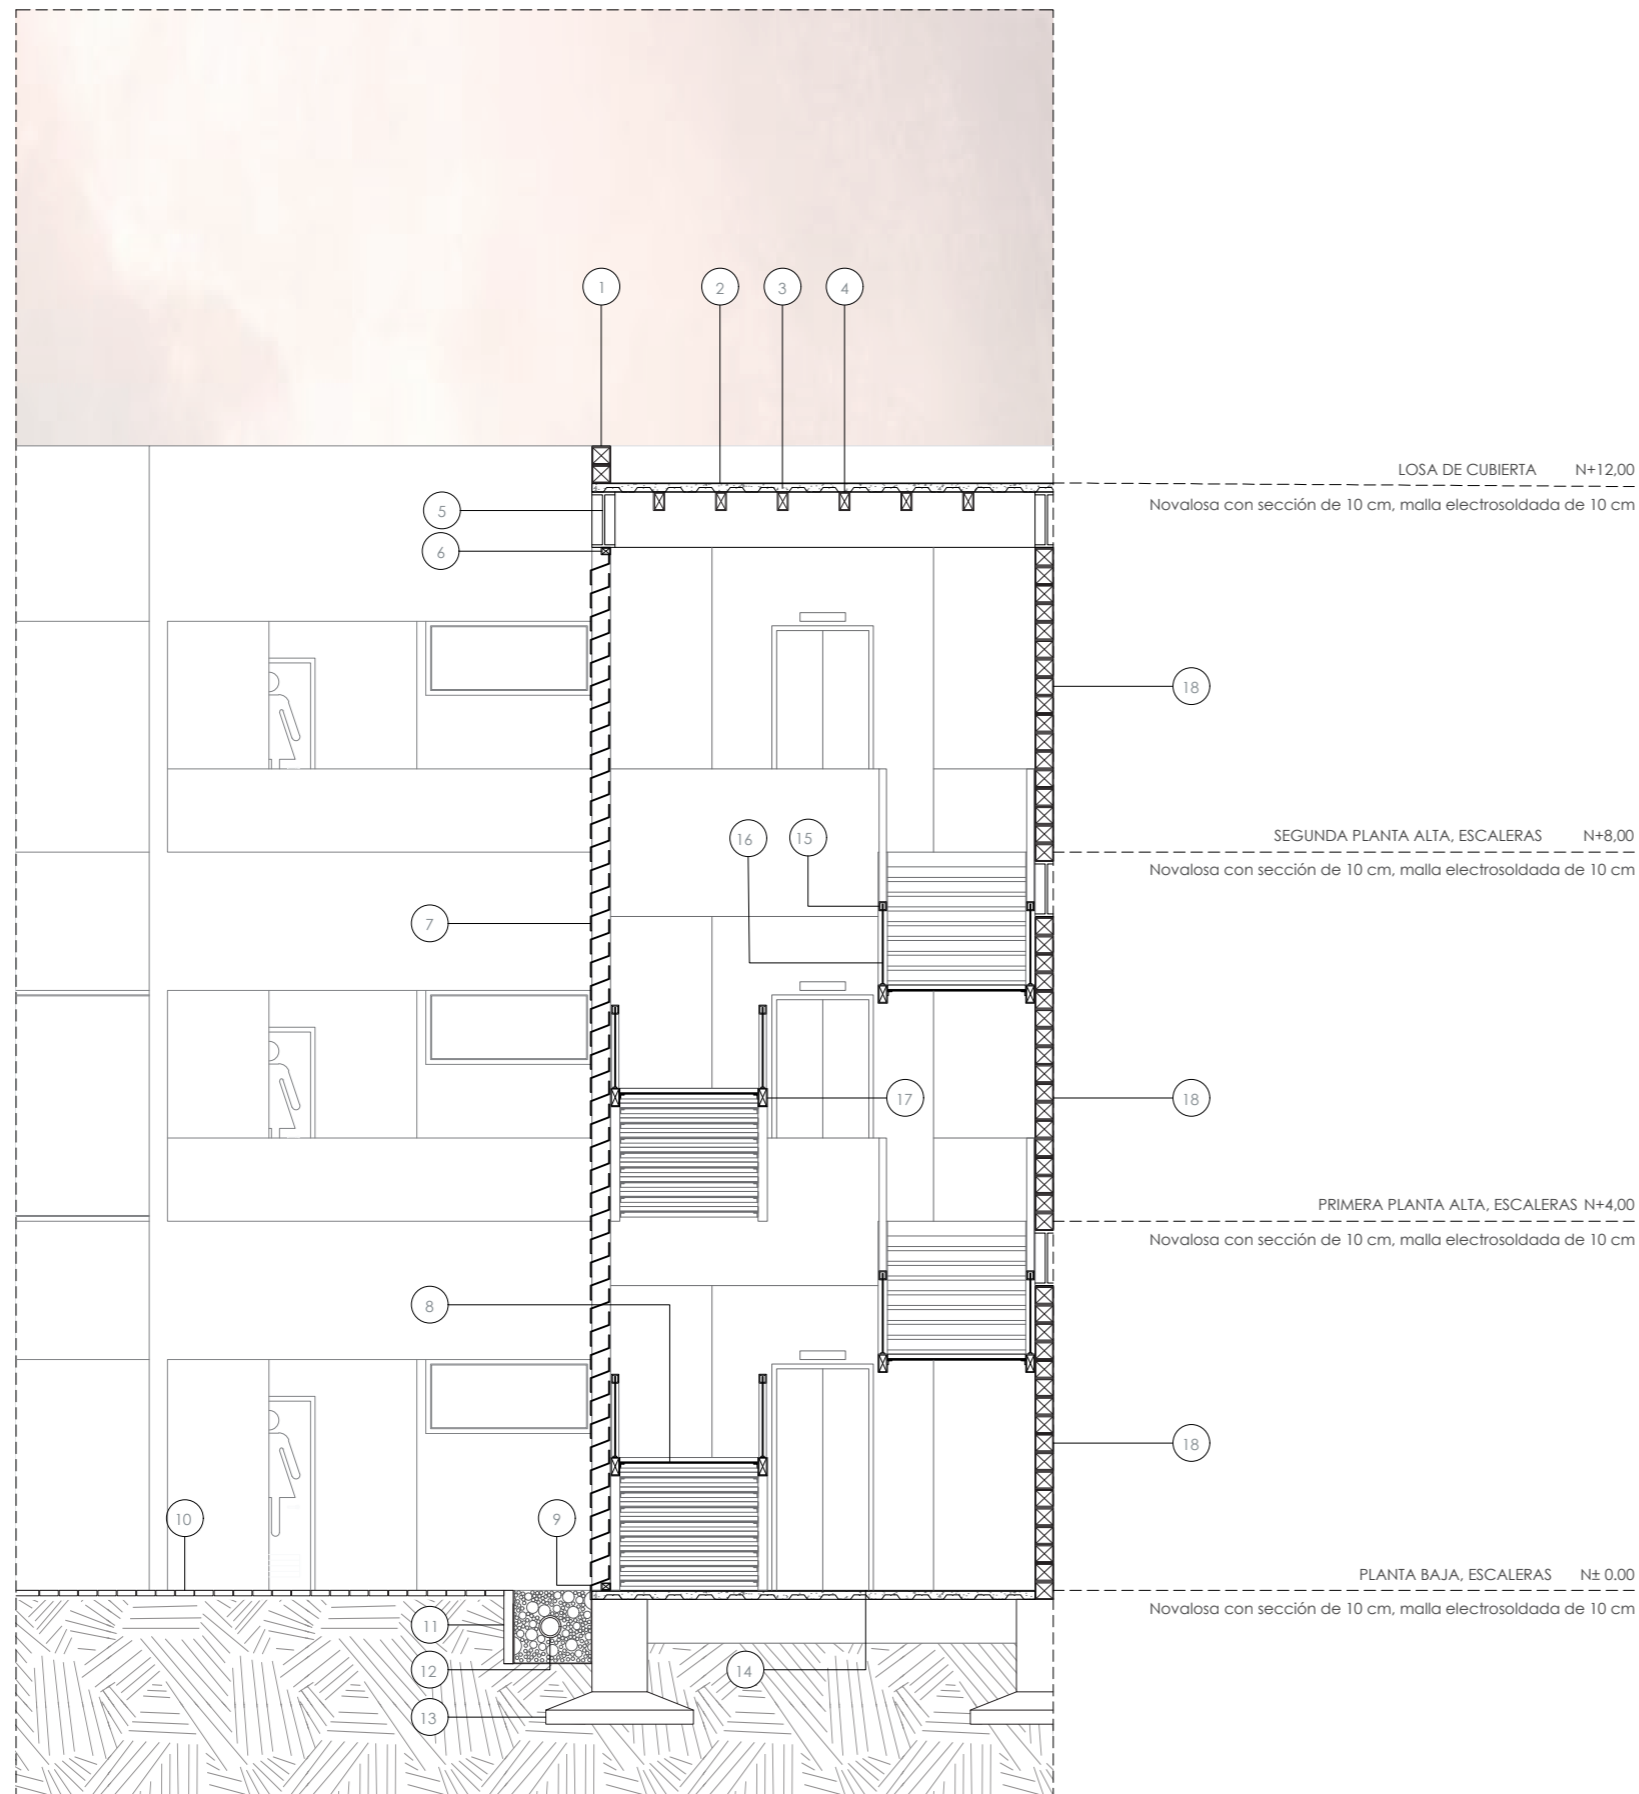 1
2
3
4
LOSA DE CUBIERTA N+12,00
Novalosa con sección de 10 cm, malla electrosoldada de 10 cm
5
6
18
16
15
SEGUNDA PLANTA ALTA, ESCALERAS N+8,00
Novalosa con sección de 10 cm, malla electrosoldada de 10 cm
7
17
18
PRIMERA PLANTA ALTA, ESCALERAS N+4,00
Novalosa con sección de 10 cm, malla electrosoldada de 10 cm
8
18
10
9
PLANTA BAJA, ESCALERAS N± 0.00
Novalosa con sección de 10 cm, malla electrosoldada de 10 cm
11
12
14
13